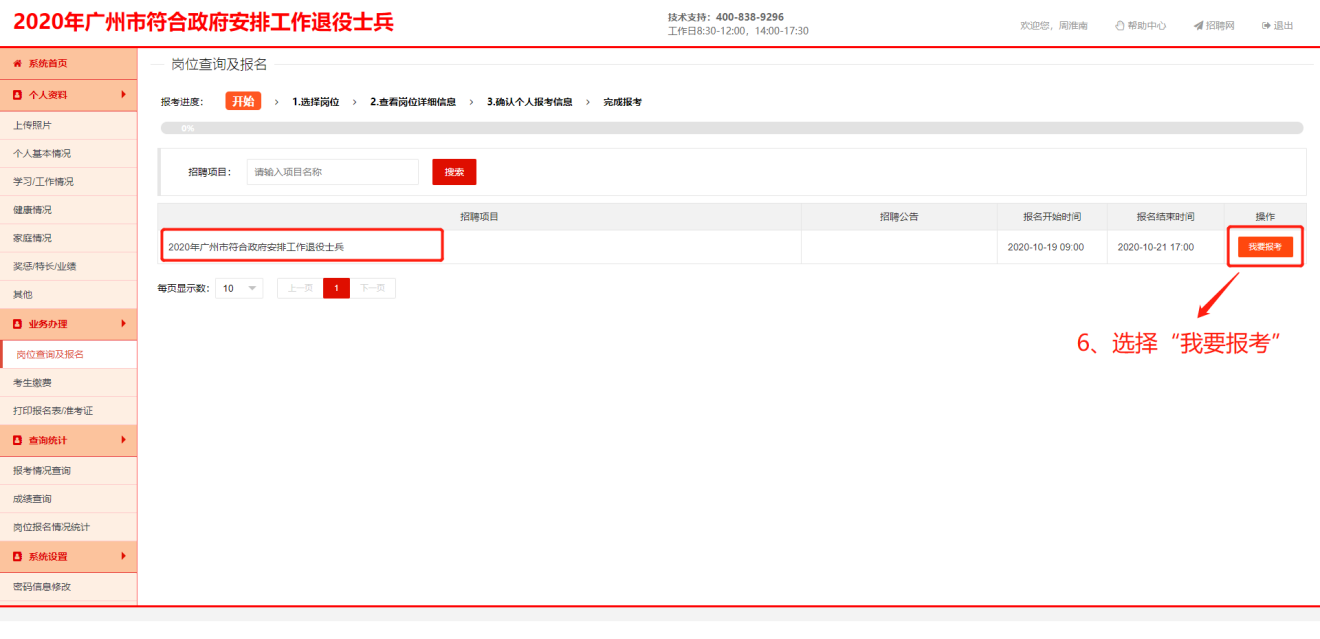 2020年广州市符合政府安排工作退役士兵
技术支持：400-838-9296
工作日8:30-12:00，14:00-17:30
欢迎您，周淮南 帮助中心 招聘网 退出
系统首页
个人资料
上传照片
个人基本情况
学习/工作情况
健康情况
家庭情况
奖惩/特长/业绩
其他
业务办理
岗位查询及报名
考生缴费
打印报名表/准考证
查询统计
报考情况查询
成绩查询
岗位报名情况统计
系统设置
密码信息修改
岗位查询及报名
报考进度： 开始 > 1.选择岗位 > 2.查看岗位详细信息 > 3.确认个人报考信息 > 完成报考
0%
招聘项目： 请输入项目名称 搜索
招聘项目 招聘公告 报名开始时间 报名结束时间 操作
2020年广州市符合政府安排工作退役士兵 2020-10-19 09:00 2020-10-21 17:00 我要报考
每页显示数： 10 上一页 1 下一页
6、选择“我要报考”